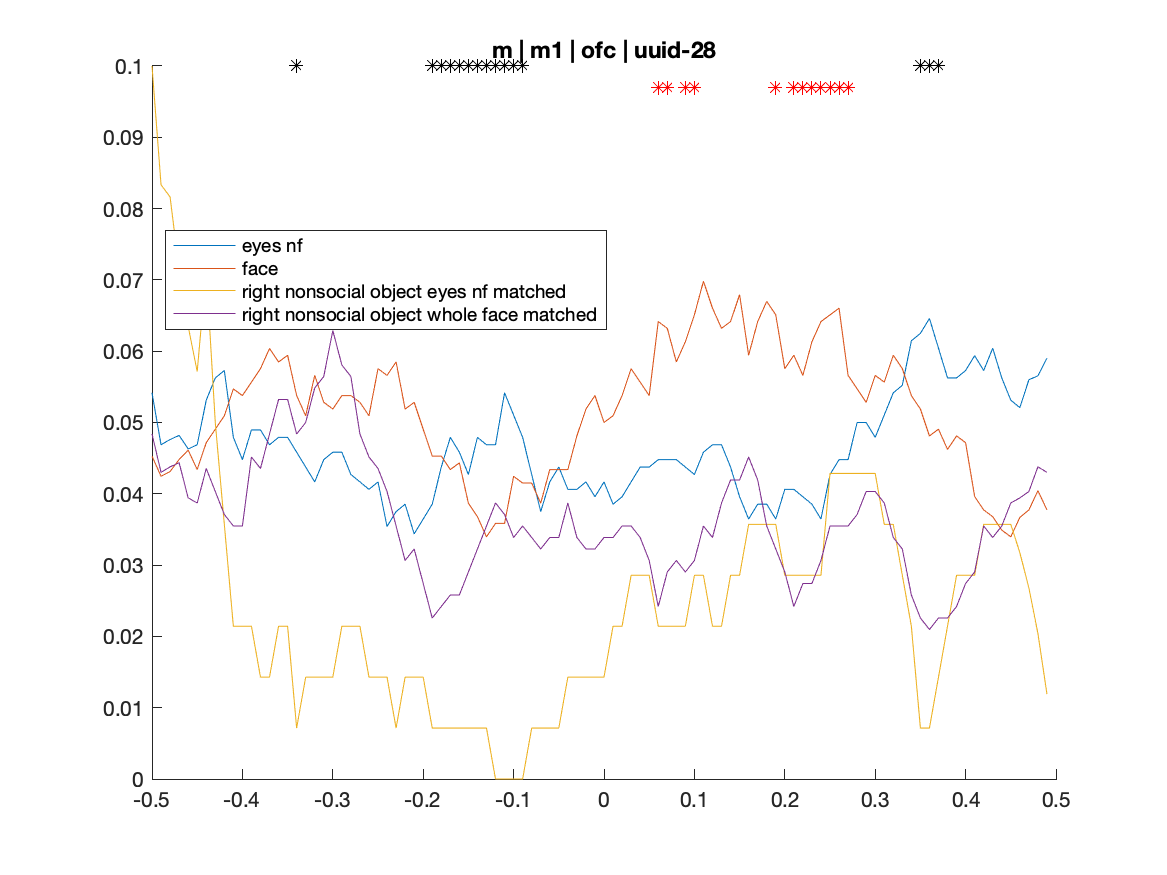 m | m1 | ofc | uuid-28
0.1
0.09
0.08
0.07
0.06
0.05
0.04
0.03
0.02
0.01
0
eyes nf
face
right nonsocial object eyes nf matched
right nonsocial object whole face matched
-0.5 -0.4 -0.3 -0.2 -0.1 0 0.1 0.2 0.3 0.4 0.5